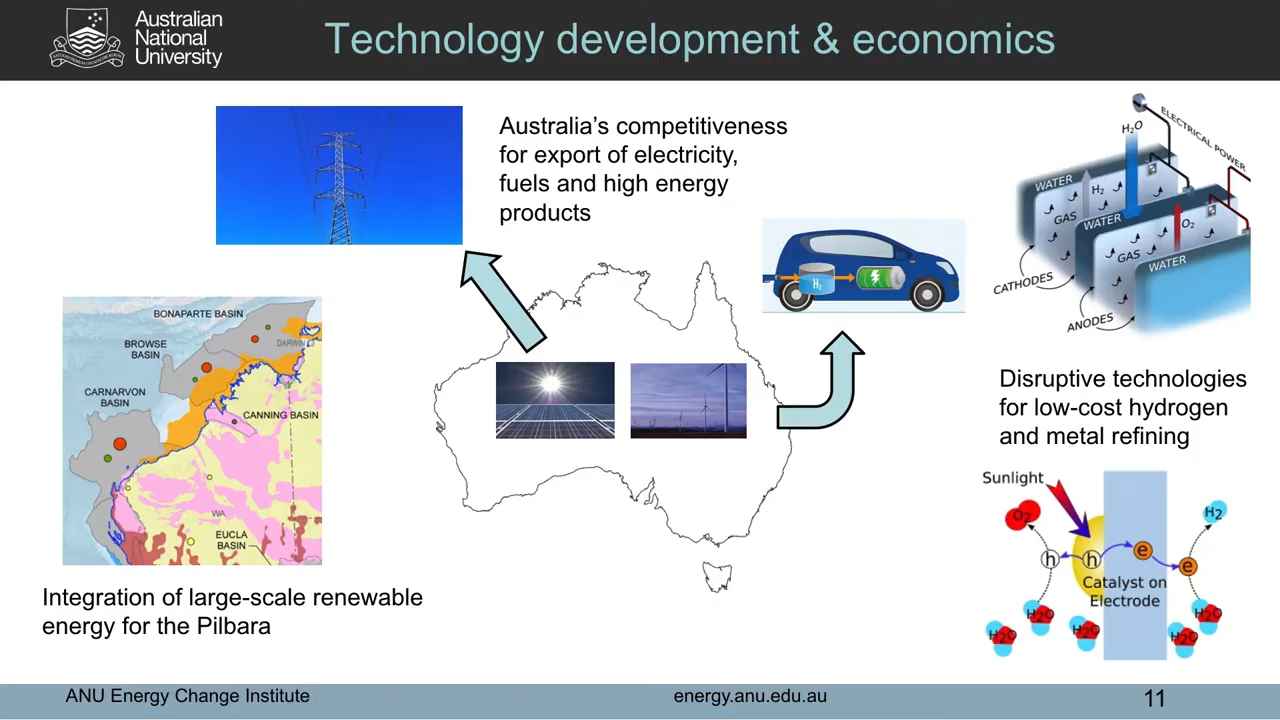 Australian
National
University
Technology development & economics
Australia's competitiveness
for export of electricity,
fuels and high energy
products
H₂
BONAPARTE BASIN
DARWIN
BROWSE
BASIN
CARNARVON
BASIN
CANNING BASIN
WA
EUCLA
BASIN
Integration of large-scale renewable
energy for the Pilbara
H₂O
ELECTRICAL POWER
WATER
H₂
GAS
WATER
O₂
GAS
WATER
CATHODES
ANODES
Disruptive technologies
for low-cost hydrogen
and metal refining
Sunlight
O₂
H₂
h
h
e
e
Catalyst on
Electrode
H₂O
H₂O
H₂O
H₂O
H₂O
ANU Energy Change Institute
energy.anu.edu.au
11